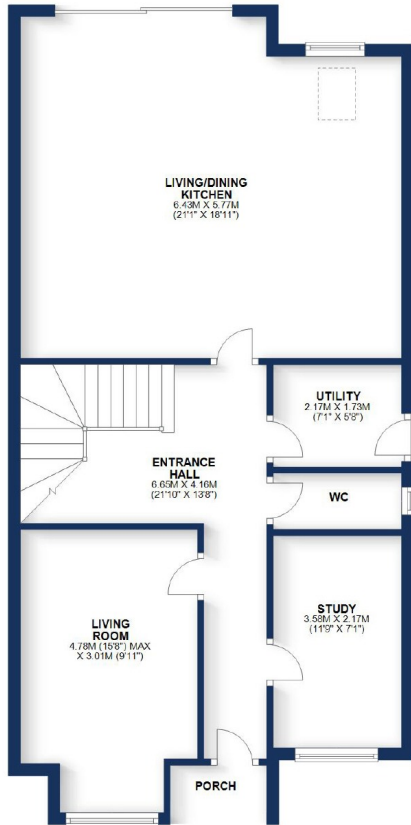 LIVING/DINING
KITCHEN
6.43M X 5.77M
(21'1" X 18'11")
UTILITY
2.17M X 1.73M
(7'1" X 5'8")
ENTRANCE
HALL
6.65M X 4.16M
(21'10" X 13'8")
WC
LIVING
ROOM
4.78M (15'8") MAX
X 3.01M (9'11")
STUDY
3.58M X 2.17M
(11'9" X 7'1")
PORCH